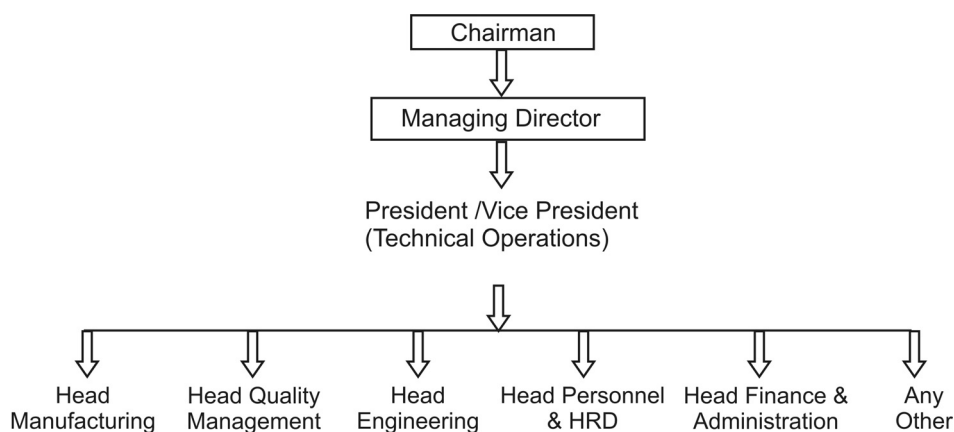 Chairman
Managing Director
President /Vice President
(Technical Operations)
Head
Manufacturing
Head Quality
Management
Head
Engineering
Head Personnel
& HRD
Head Finance &
Administration
Any
Other